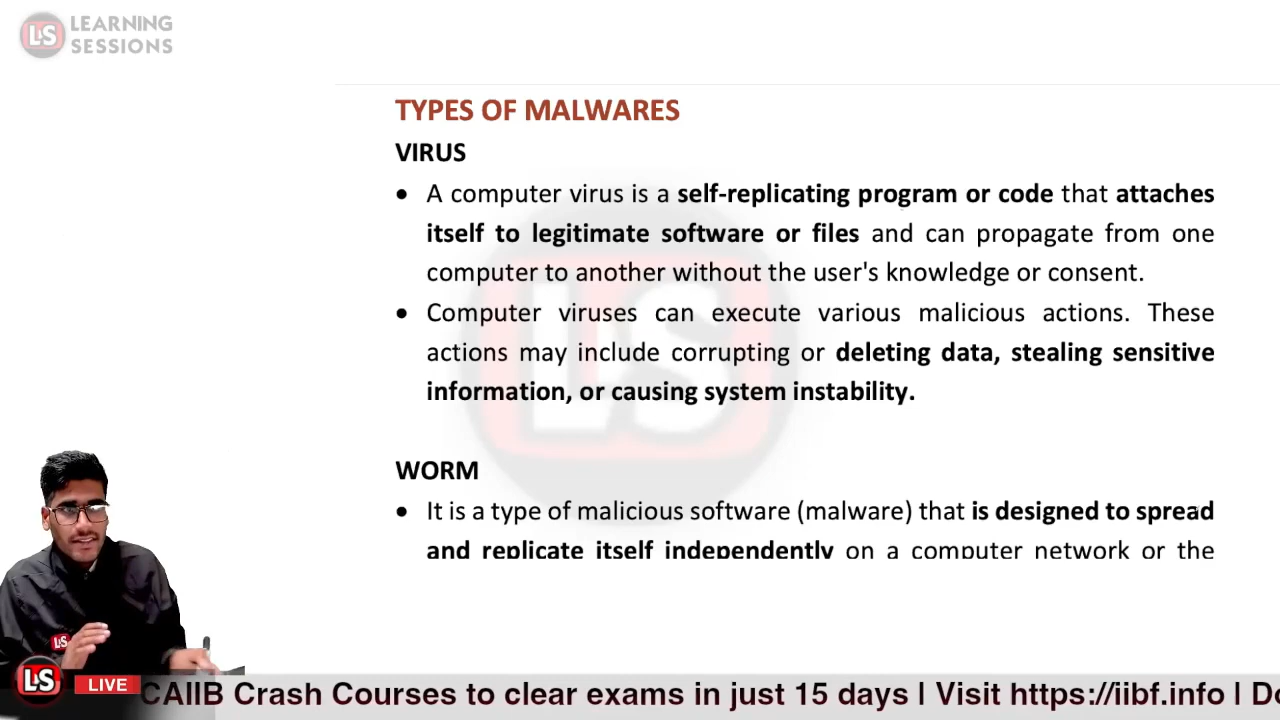 LS LEARNING
SESSIONS
TYPES OF MALWARES
VIRUS
• A computer virus is a self-replicating program or code that attaches
itself to legitimate software or files and can propagate from one
computer to another without the user's knowledge or consent.
• Computer viruses can execute various malicious actions. These
actions may include corrupting or deleting data, stealing sensitive
information, or causing system instability.
WORM
• It is a type of malicious software (malware) that is designed to spread
and replicate itself independently on a computer network or the
LS
LS
LS LIVE CAIIB Crash Courses to clear exams in just 15 days | Visit https://iibf.info |